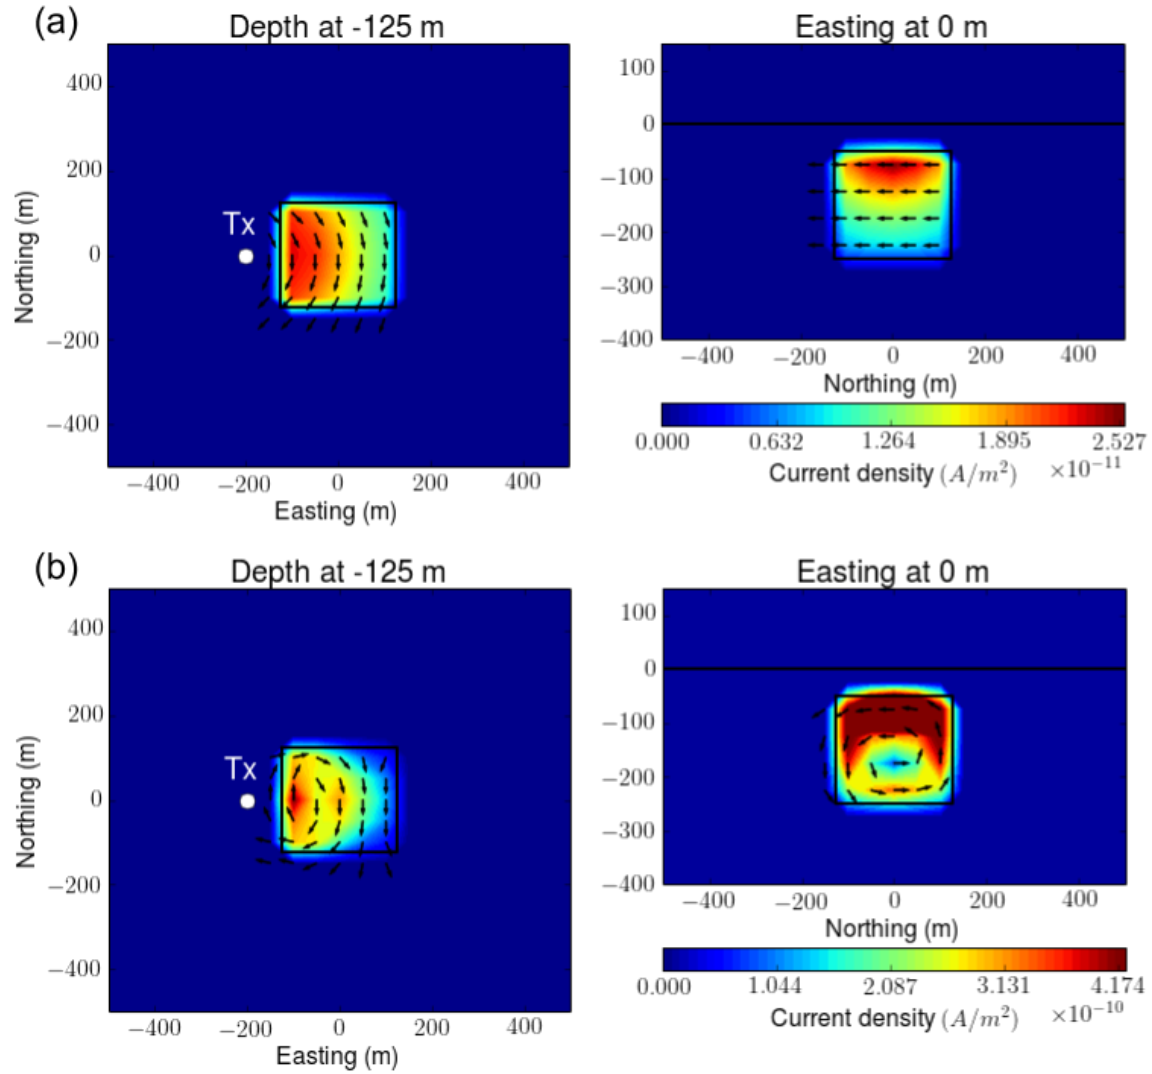 (a)
Depth at -125 m
Easting at 0 m
400
200
0
−200
−400
Northing (m)
Tx
−400 −200 0 200 400
Easting (m)
100
0
−100
−200
−300
−400
−400 −200 0 200 400
Northing (m)
0.000 0.632 1.264 1.895 2.527
Current density (A/m²) ×10⁻¹¹
(b)
Depth at -125 m
Easting at 0 m
400
200
0
−200
−400
Northing (m)
Tx
−400 −200 0 200 400
Easting (m)
100
0
−100
−200
−300
−400
−400 −200 0 200 400
Northing (m)
0.000 1.044 2.087 3.131 4.174
Current density (A/m²) ×10⁻¹⁰